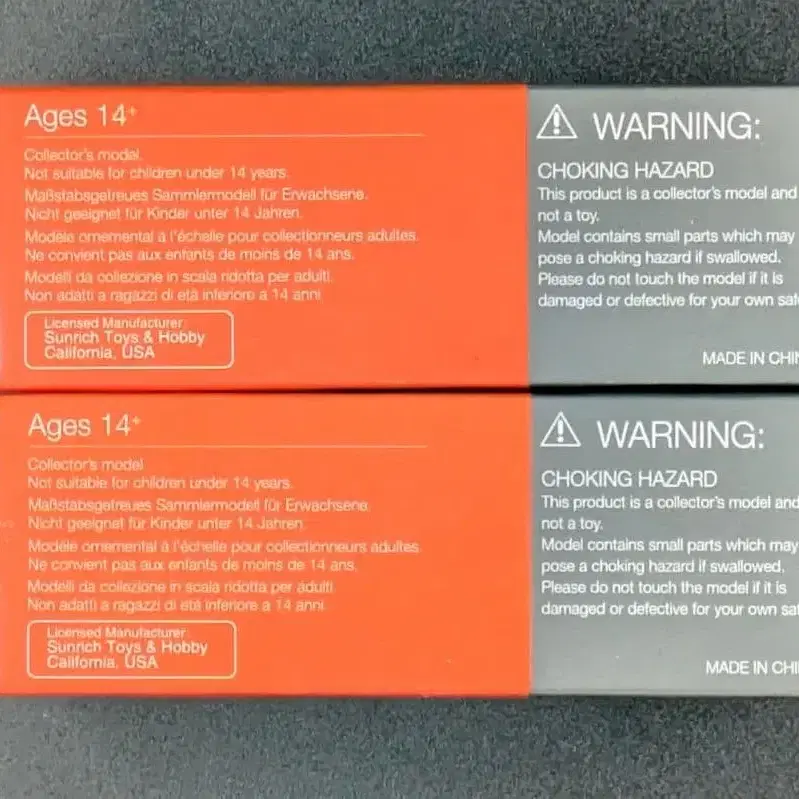 Ages 14+
Collector's model.
Not suitable for children under 14 years.
Maßstabsgetreues Sammlermodell für Erwachsene.
Nicht geeignet für Kinder unter 14 Jahren.
Modèle ornemental à l'échelle pour collectionneurs adultes.
Ne convient pas aux enfants de moins de 14 ans.
Modelli da collezione in scala ridotta per adulti.
Non adatti a ragazzi di età inferiore a 14 anni
Licensed Manufacturer
Sunrich Toys & Hobby
California, USA
WARNING:
CHOKING HAZARD
This product is a collector's model and
not a toy.
Model contains small parts which may
pose a choking hazard if swallowed.
Please do not touch the model if it is
damaged or defective for your own
MADE IN
Ages 14+
Collector's model
Not suitable for children under 14 years.
Maßstabsgetreues Sammlermodell für Erwachsene.
Nicht geeignet für Kinder unter 14 Jahren.
Modèle ornemental à l'échelle pour collectionneurs adultes.
Ne convient pas aux enfants de moins de 14 ans.
Modelli da collezione in scala ridotta per adulti
Non adatti a ragazzi di età inferiore a 14 anni
Licensed Manufacturer
Sunrich Toys & Hobby
California, USA
WARNING:
CHOKING HAZARD
This product is a collector's model and
not a toy.
Model contains small parts which may
pose a choking hazard if swallowed.
Please do not touch the model if it is
damaged or defective for your own
MADE IN